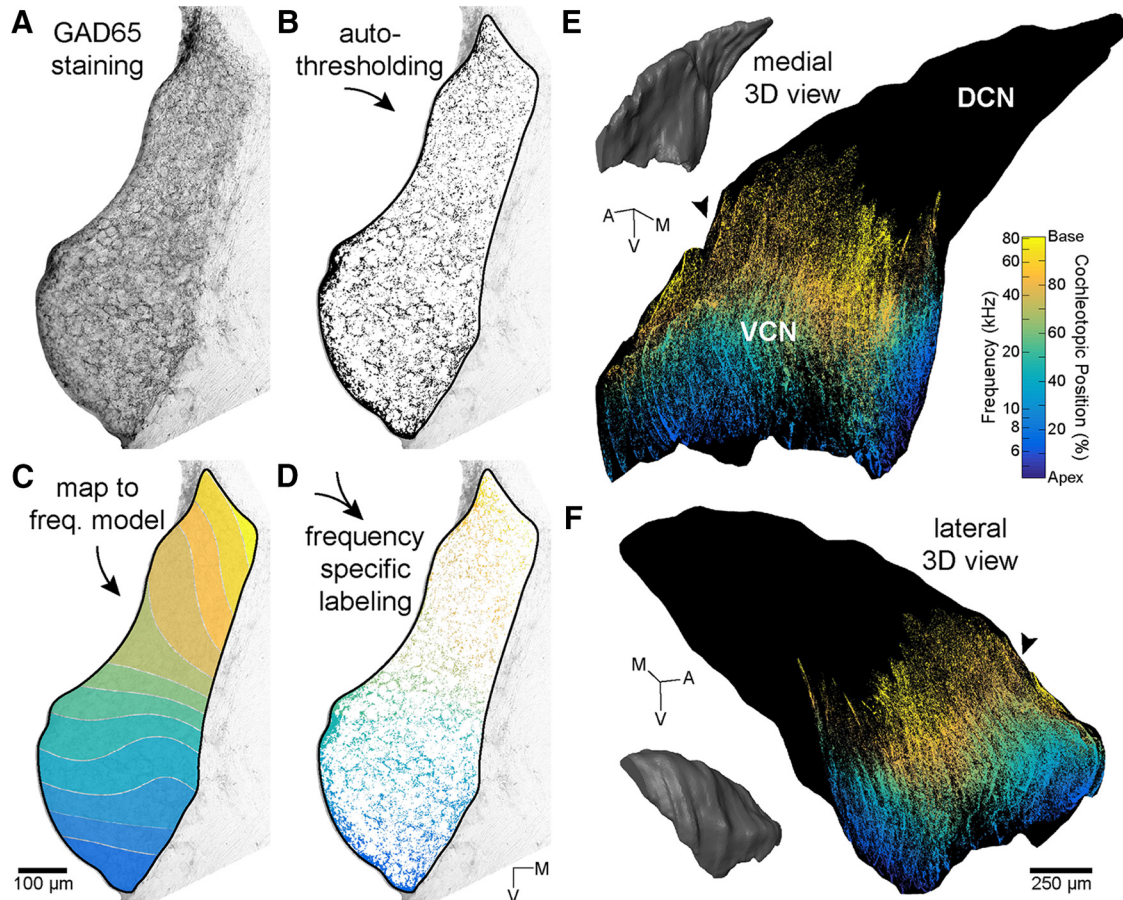 A
GAD65
staining
B
auto-
thresholding
C
map to
freq. model
100 µm
D
frequency
specific
labeling
M
V
E
medial
3D view
DCN
A
M
V
VCN
80
60
40
20
10
8
6
Frequency (kHz)
Base
80
60
40
20
Apex
Cochleotopic Position (%)
F
lateral
3D view
M
A
V
250 µm